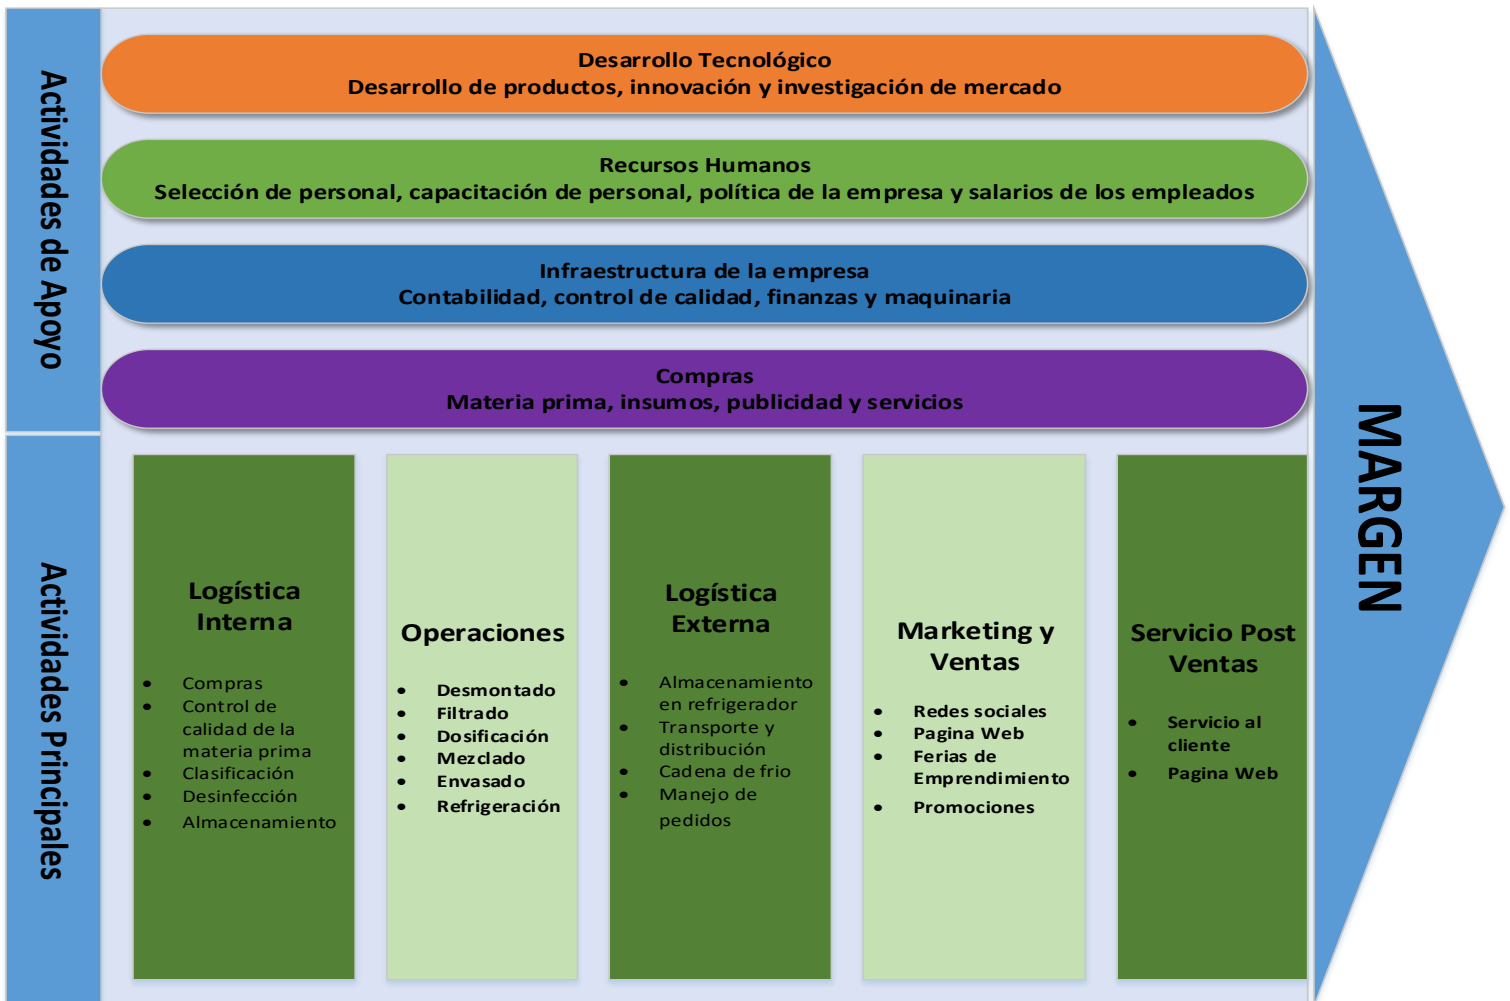 Actividades de Apoyo
Desarrollo Tecnológico
Desarrollo de productos, innovación y investigación de mercado
Recursos Humanos
Selección de personal, capacitación de personal, política de la empresa y salarios de los empleados
Infraestructura de la empresa
Contabilidad, control de calidad, finanzas y maquinaria
Compras
Materia prima, insumos, publicidad y servicios
Actividades Principales
Logística
Interna
• Compras
• Control de
calidad de la
materia prima
• Clasificación
• Desinfección
• Almacenamiento
Operaciones
• Desmontado
• Filtrado
• Dosificación
• Mezclado
• Envasado
• Refrigeración
Logística
Externa
• Almacenamiento
en refrigerador
• Transporte y
distribución
• Cadena de frio
• Manejo de
pedidos
Marketing y
Ventas
• Redes sociales
• Pagina Web
• Ferias de
Emprendimiento
• Promociones
Servicio Post
Ventas
• Servicio al
cliente
• Pagina Web
MARGEN